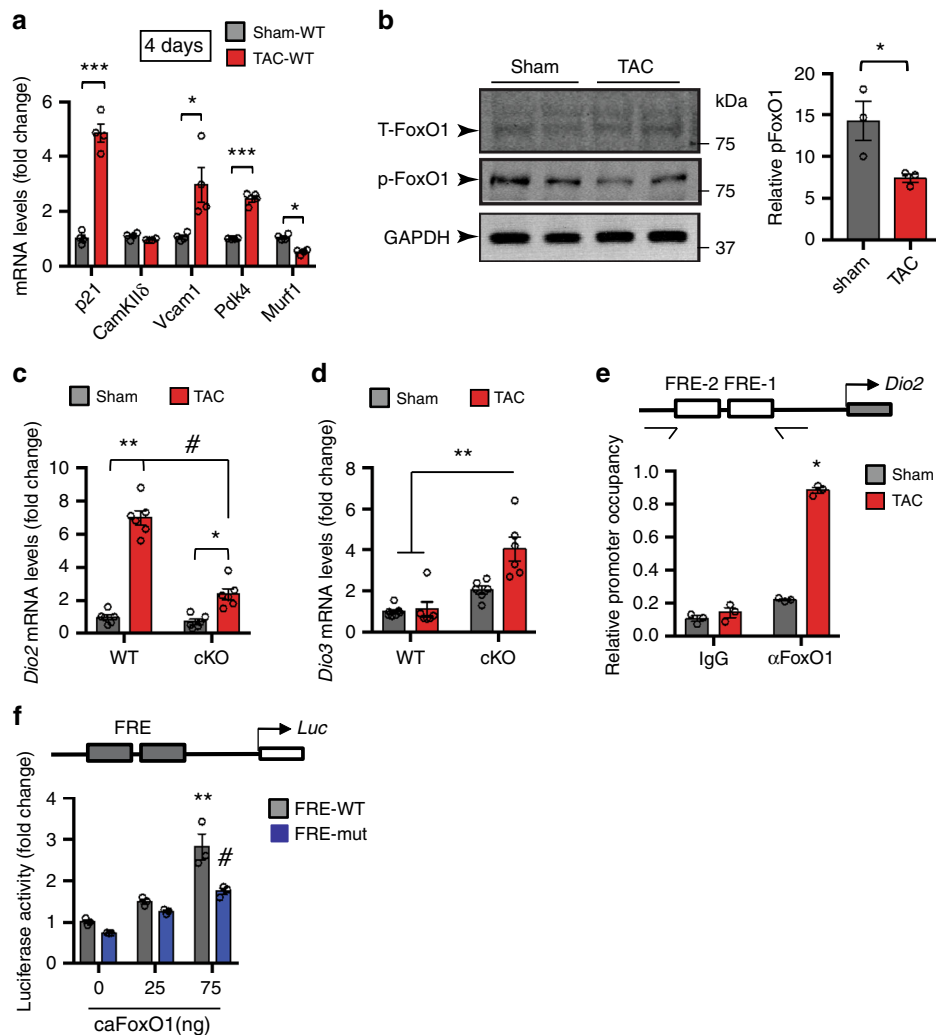 a
4 days
Sham-WT
TAC-WT
mRNA levels (fold change)
6
4
2
0
***
*
***
*
p21
CamKIIδ
Vcam1
Pdk4
Murf1
b
Sham
TAC
kDa
T-FoxO1
75
p-FoxO1
75
GAPDH
37
Relative pFoxO1
20
15
10
5
0
*
sham
TAC
c
Sham
TAC
Dio2 mRNA levels (fold change)
10
8
6
4
2
0
**
#
*
WT
cKO
d
Sham
TAC
Dio3 mRNA levels (fold change)
8
6
4
2
0
**
WT
cKO
e
FRE-2 FRE-1
Dio2
Relative promoter occupancy
1.0
0.8
0.6
0.4
0.2
0.0
*
Sham
TAC
IgG
αFoxO1
f
FRE
Luc
Luciferase activity (fold change)
4
3
2
1
0
**
#
FRE-WT
FRE-mut
0
25
75
caFoxO1(ng)